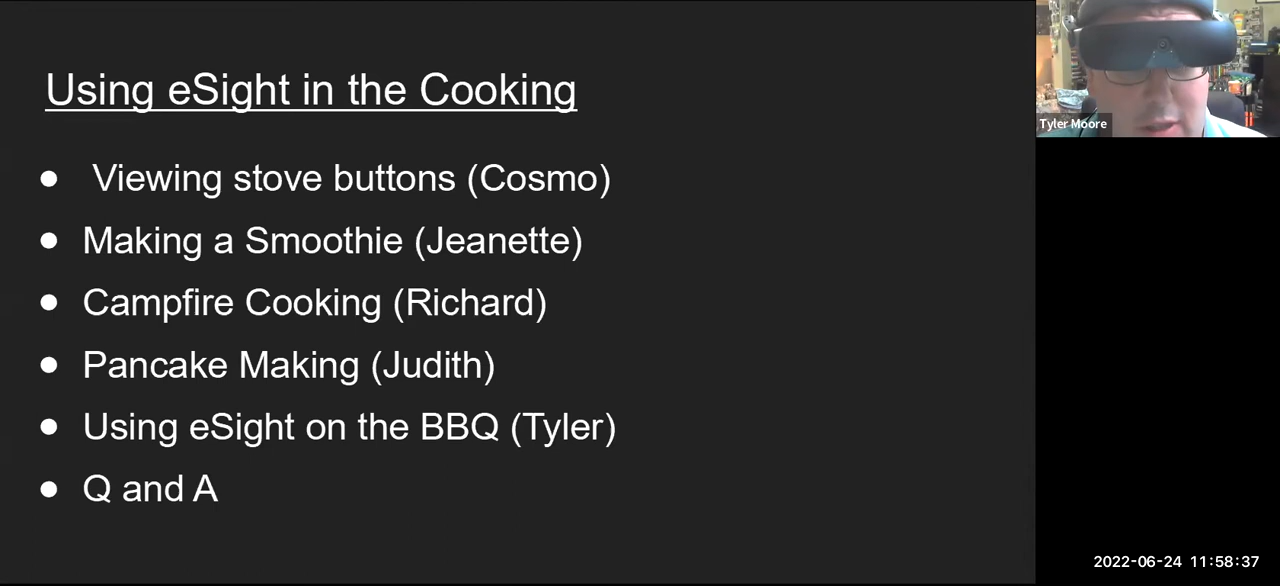 Using eSight in the Cooking
● Viewing stove buttons (Cosmo)
● Making a Smoothie (Jeanette)
● Campfire Cooking (Richard)
● Pancake Making (Judith)
● Using eSight on the BBQ (Tyler)
● Q and A
Tyler Moore
2022-06-24 11:58:37